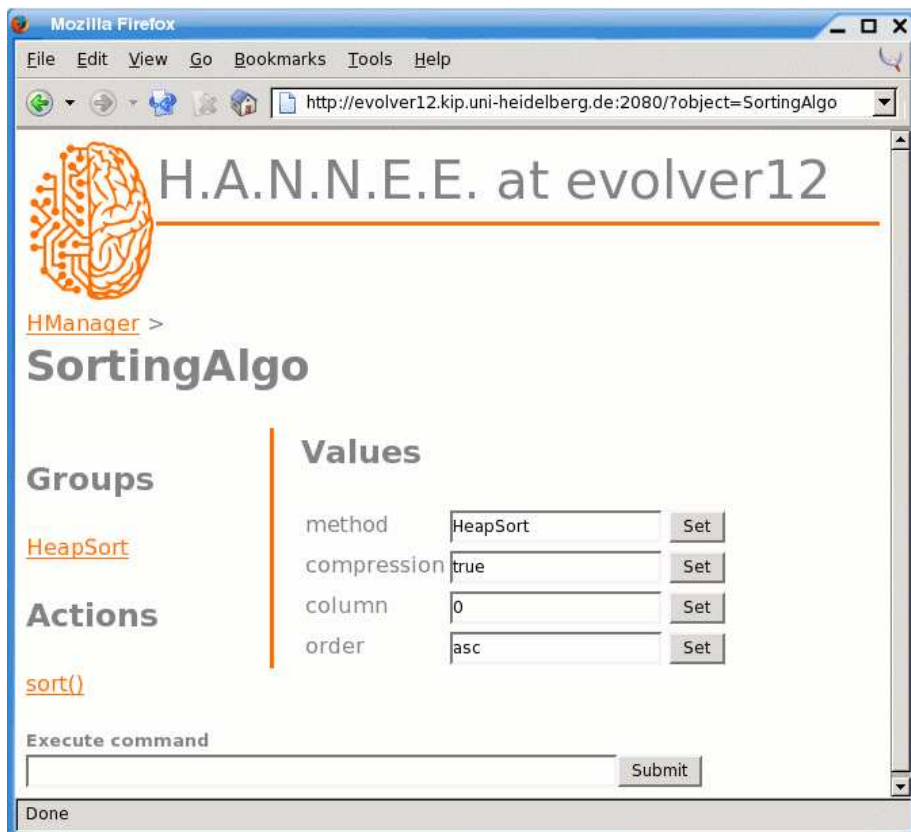 Mozilla Firefox
File Edit View Go Bookmarks Tools Help
http://evolver12.kip.uni-heidelberg.de:2080/?object=SortingAlgo
H.A.N.N.E.E. at evolver12
HManager >
SortingAlgo
Groups
HeapSort
Actions
sort()
Values
method HeapSort Set
compression true Set
column 0 Set
order asc Set
Execute command
Submit
Done